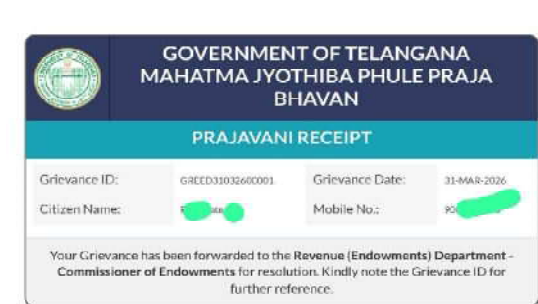 GOVERNMENT OF TELANGANA
MAHATMA JYOTHIBA PHULE PRAJA
BHAVAN
PRAJAVANI RECEIPT
Grievance ID: GREED31032600001 Grievance Date: 31-MAR-2026
Citizen Name: Mobile No.:
Your Grievance has been forwarded to the Revenue (Endowments) Department -
Commissioner of Endowments for resolution. Kindly note the Grievance ID for
further reference.